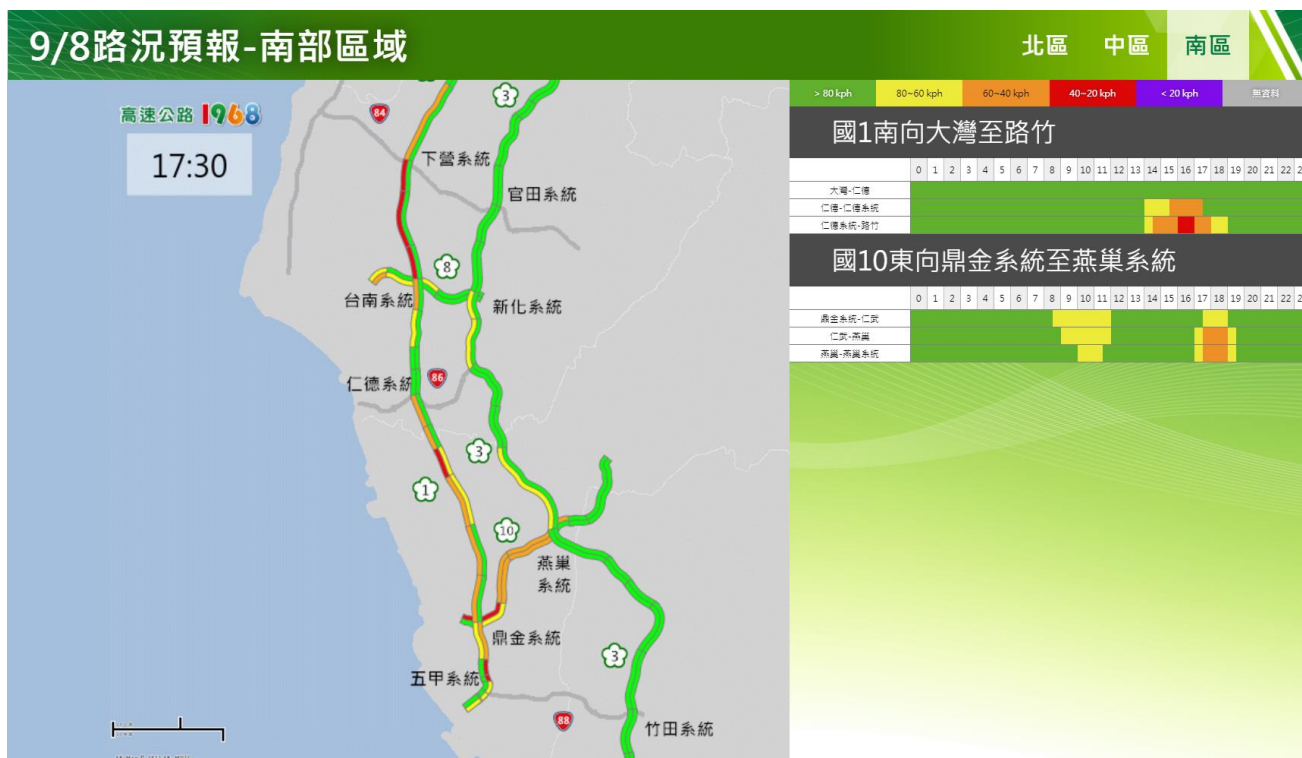 9/8路況預報-南部區域
北區 中區 南區
高速公路 1968
17:30
3
84
下營系統
官田系統
8
台南系統
新化系統
仁德系統
86
3
1
10
燕巢
系統
鼎金系統
3
五甲系統
88
竹田系統
> 80 kph 80~60 kph 60~40 kph 40~20 kph < 20 kph 無資料
國1南向大灣至路竹
0 1 2 3 4 5 6 7 8 9 10 11 12 13 14 15 16 17 18 19 20 21 22
大灣-仁德
仁德-仁德系統
仁德系統-路竹
國10東向鼎金系統至燕巢系統
0 1 2 3 4 5 6 7 8 9 10 11 12 13 14 15 16 17 18 19 20 21 22
鼎金系統-仁武
仁武-燕巢
燕巢-燕巢系統